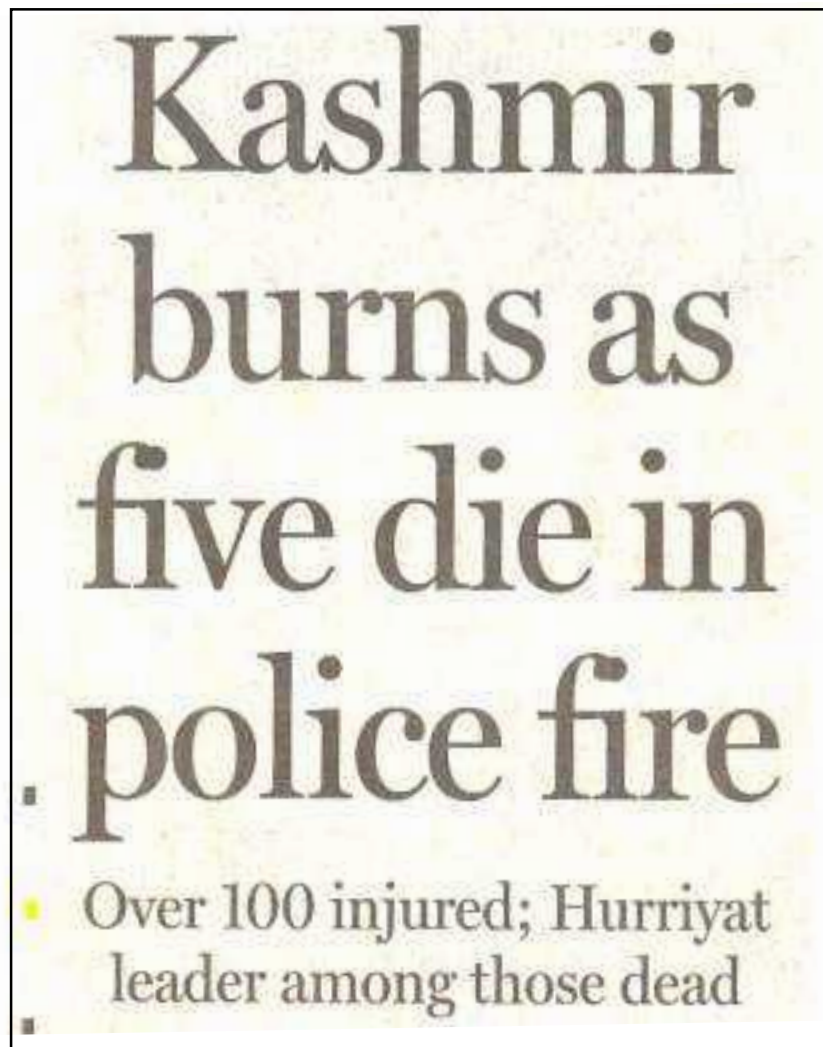 Kashmir
burns as
five die in
police fire
Over 100 injured; Hurriyat
leader among those dead